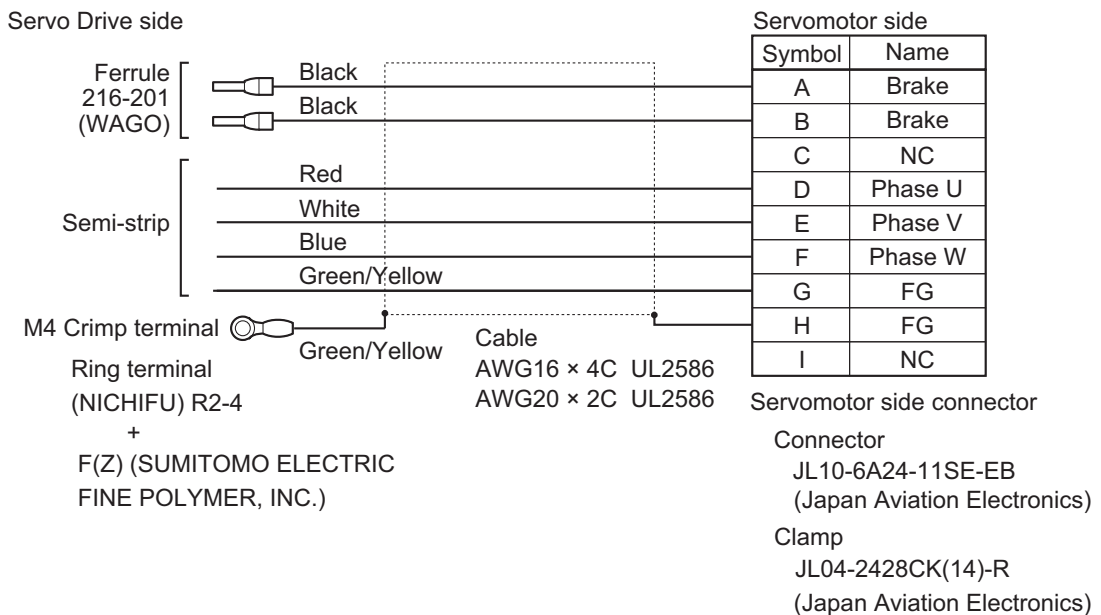 Servo Drive side
Servomotor side
Symbol Name
Ferrule
216-201
(WAGO)
Black
A Brake
Black
B Brake
C NC
Semi-strip
Red
D Phase U
White
E Phase V
Blue
F Phase W
Green/Yellow
G FG
M4 Crimp terminal
Green/Yellow
H FG
I NC
Ring terminal
(NICHIFU) R2-4
+
F(Z) (SUMITOMO ELECTRIC
FINE POLYMER, INC.)
Cable
AWG16 × 4C UL2586
AWG20 × 2C UL2586
Servomotor side connector
Connector
JL10-6A24-11SE-EB
(Japan Aviation Electronics)
Clamp
JL04-2428CK(14)-R
(Japan Aviation Electronics)